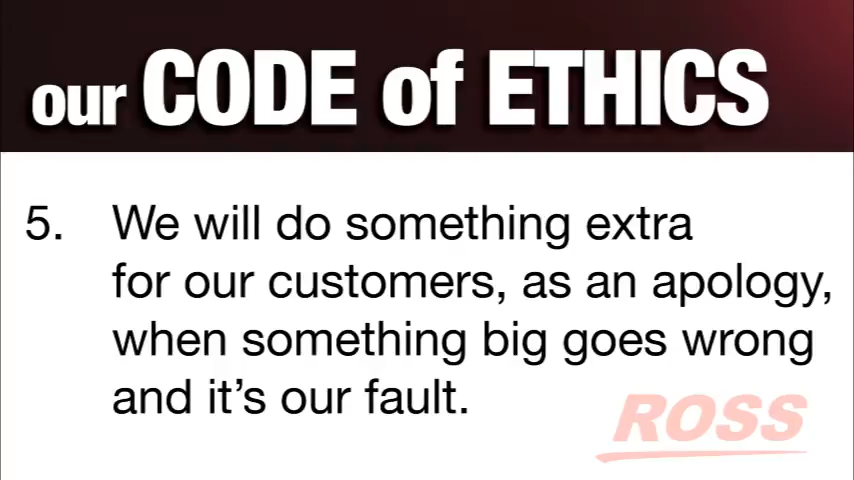 our CODE of ETHICS
5. We will do something extra
for our customers, as an apology,
when something big goes wrong
and it’s our fault.
ROSS